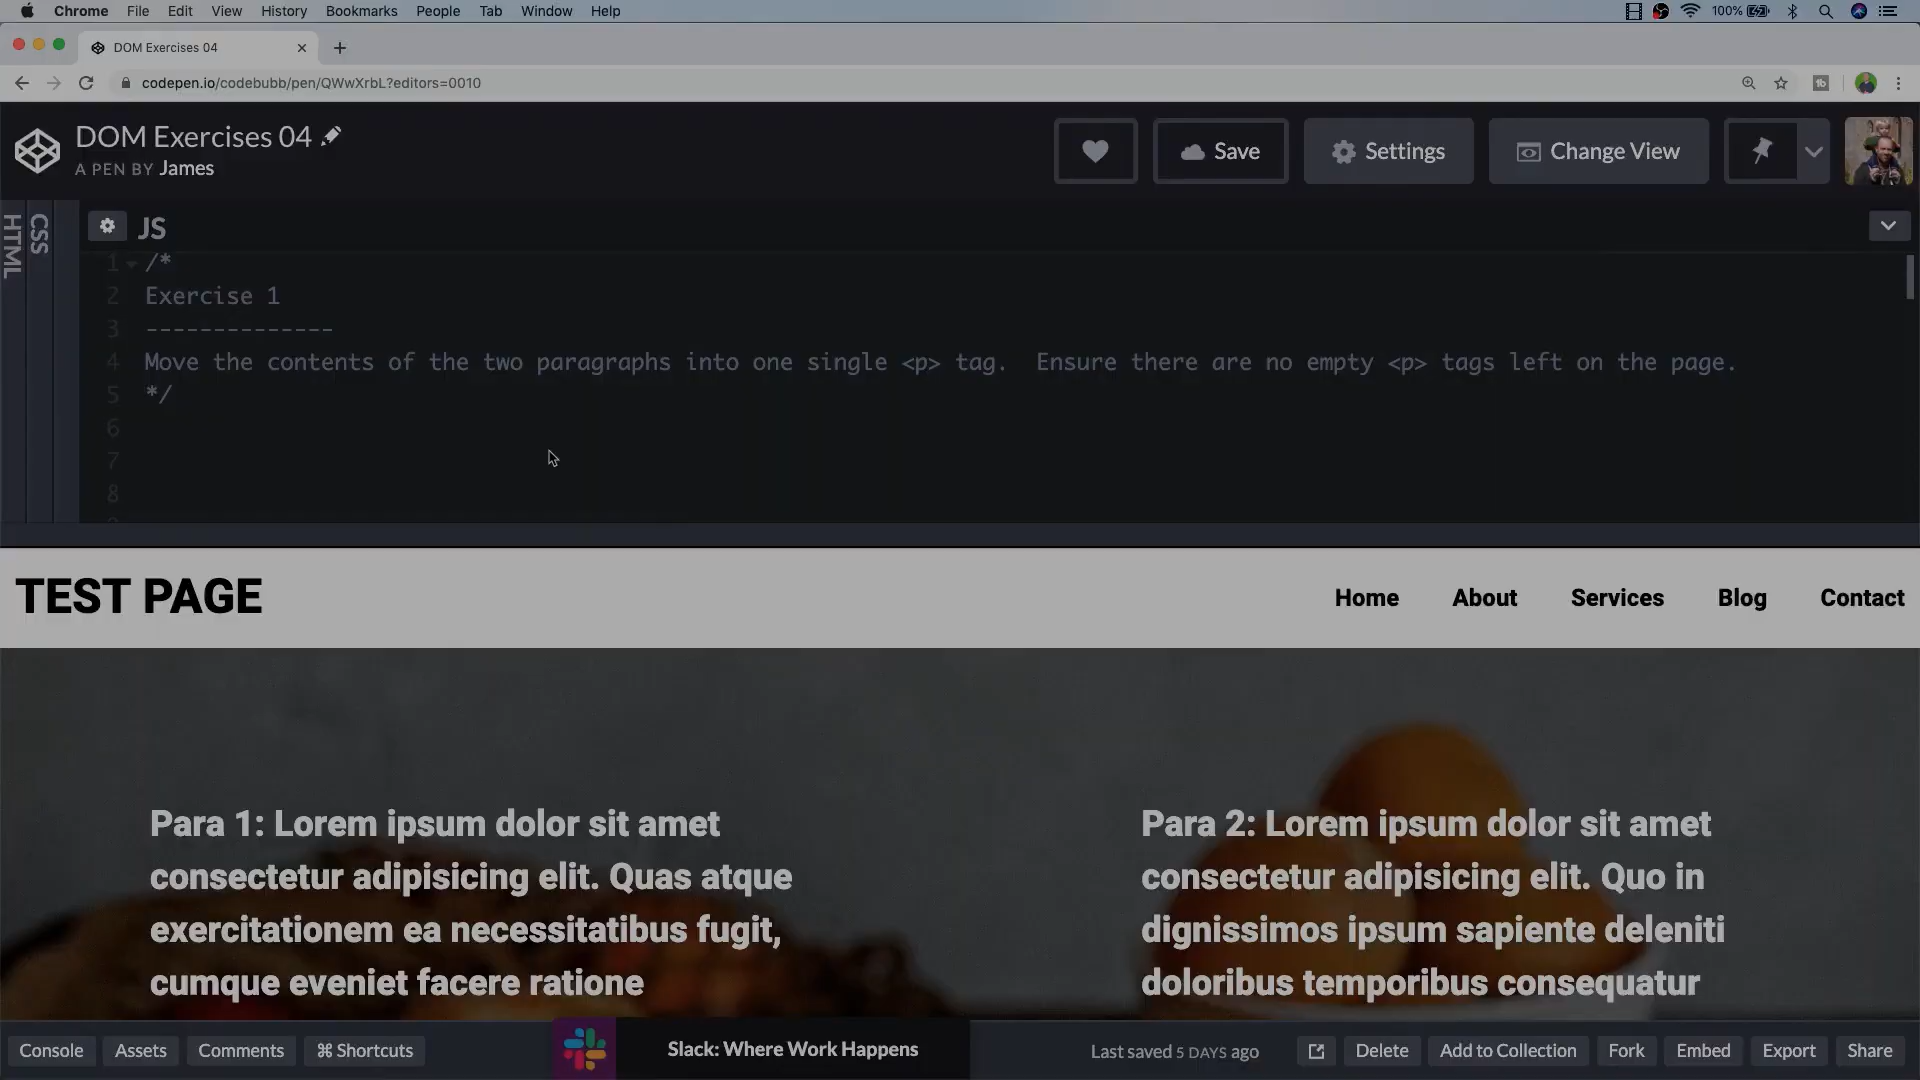 Chrome File Edit View History Bookmarks People Tab Window Help 100%
DOM Exercises 04
codepen.io/codebubb/pen/QWwXrbL?editors=0010
DOM Exercises 04
A PEN BY James
Save
Settings
Change View
HTML
CSS
JS
1 /*
2 Exercise 1
3 --------------
4 Move the contents of the two paragraphs into one single <p> tag.  Ensure there are no empty <p> tags left on the page.
5 */
6
7
8
TEST PAGE
Home About Services Blog Contact
Para 1: Lorem ipsum dolor sit amet
consectetur adipisicing elit. Quas atque
exercitationem ea necessitatibus fugit,
cumque eveniet facere ratione
Para 2: Lorem ipsum dolor sit amet
consectetur adipisicing elit. Quo in
dignissimos ipsum sapiente deleniti
doloribus temporibus consequatur
Console Assets Comments ⌘ Shortcuts
Slack: Where Work Happens
Last saved 5 DAYS ago
Delete Add to Collection Fork Embed Export Share